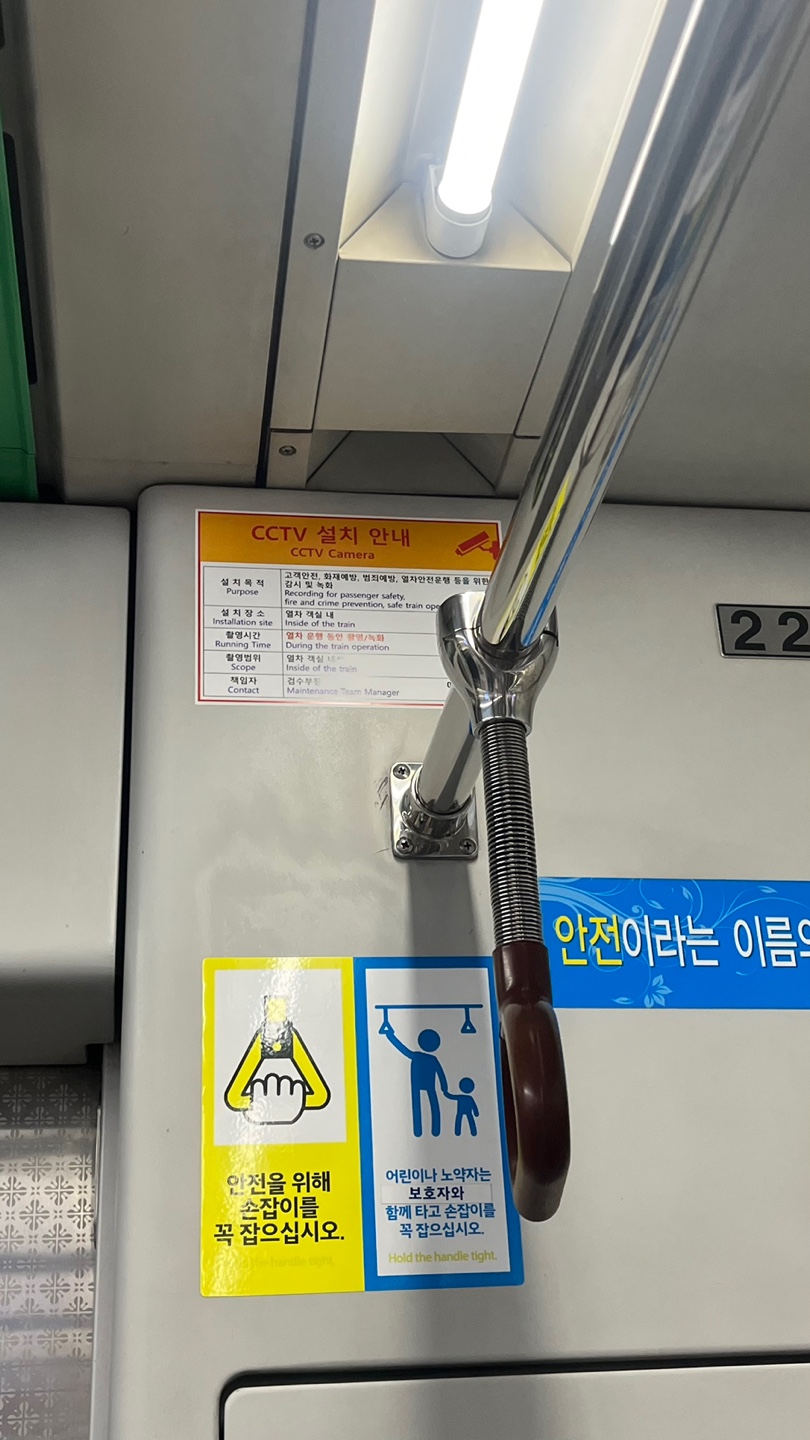 CCTV 설치 안내
CCTV Camera
설 치 목 적
Purpose
고객안전, 화재예방, 범죄예방, 열차안전운행 등을 위한
감시 및 녹화
Recording for passenger safety,
fire and crime prevention, safe train
설 치 장 소
Installation site
열차 객실 내
Inside of the train
촬영시간
Running Time
열차 운행 동안 촬영/녹화
During the train operation
촬영범위
Scope
열차 객실
Inside of the train
책임자
Contact
검수부
Maintenance Team Manager
22
안전이라는 이름의
안전을 위해
손잡이를
꼭 잡으십시오.
the handle tight.
어린이나 노약자는
보호자와
함께 타고 손잡이를
꼭 잡으십시오.
Hold the handle tight.